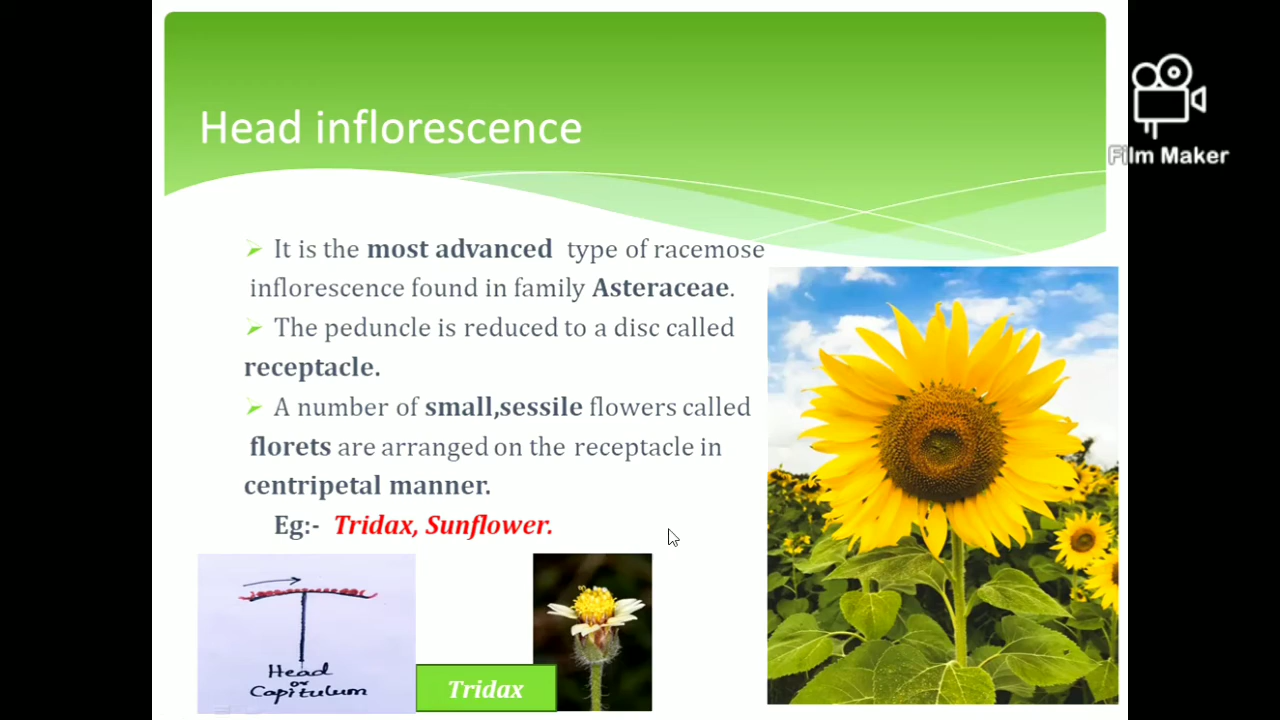 Head inflorescence
Film Maker
It is the most advanced type of racemose
inflorescence found in family Asteraceae.
The peduncle is reduced to a disc called
receptacle.
A number of small,sessile flowers called
florets are arranged on the receptacle in
centripetal manner.
Eg:- Tridax, Sunflower.
Head
or
Capitulum
Tridax